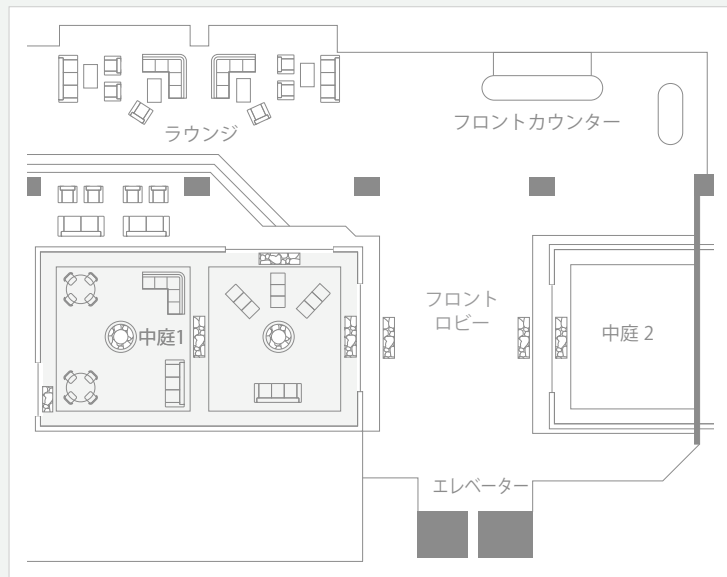 ラウンジ
フロントカウンター
フロント
ロビー
中庭1
中庭 2
エレベーター